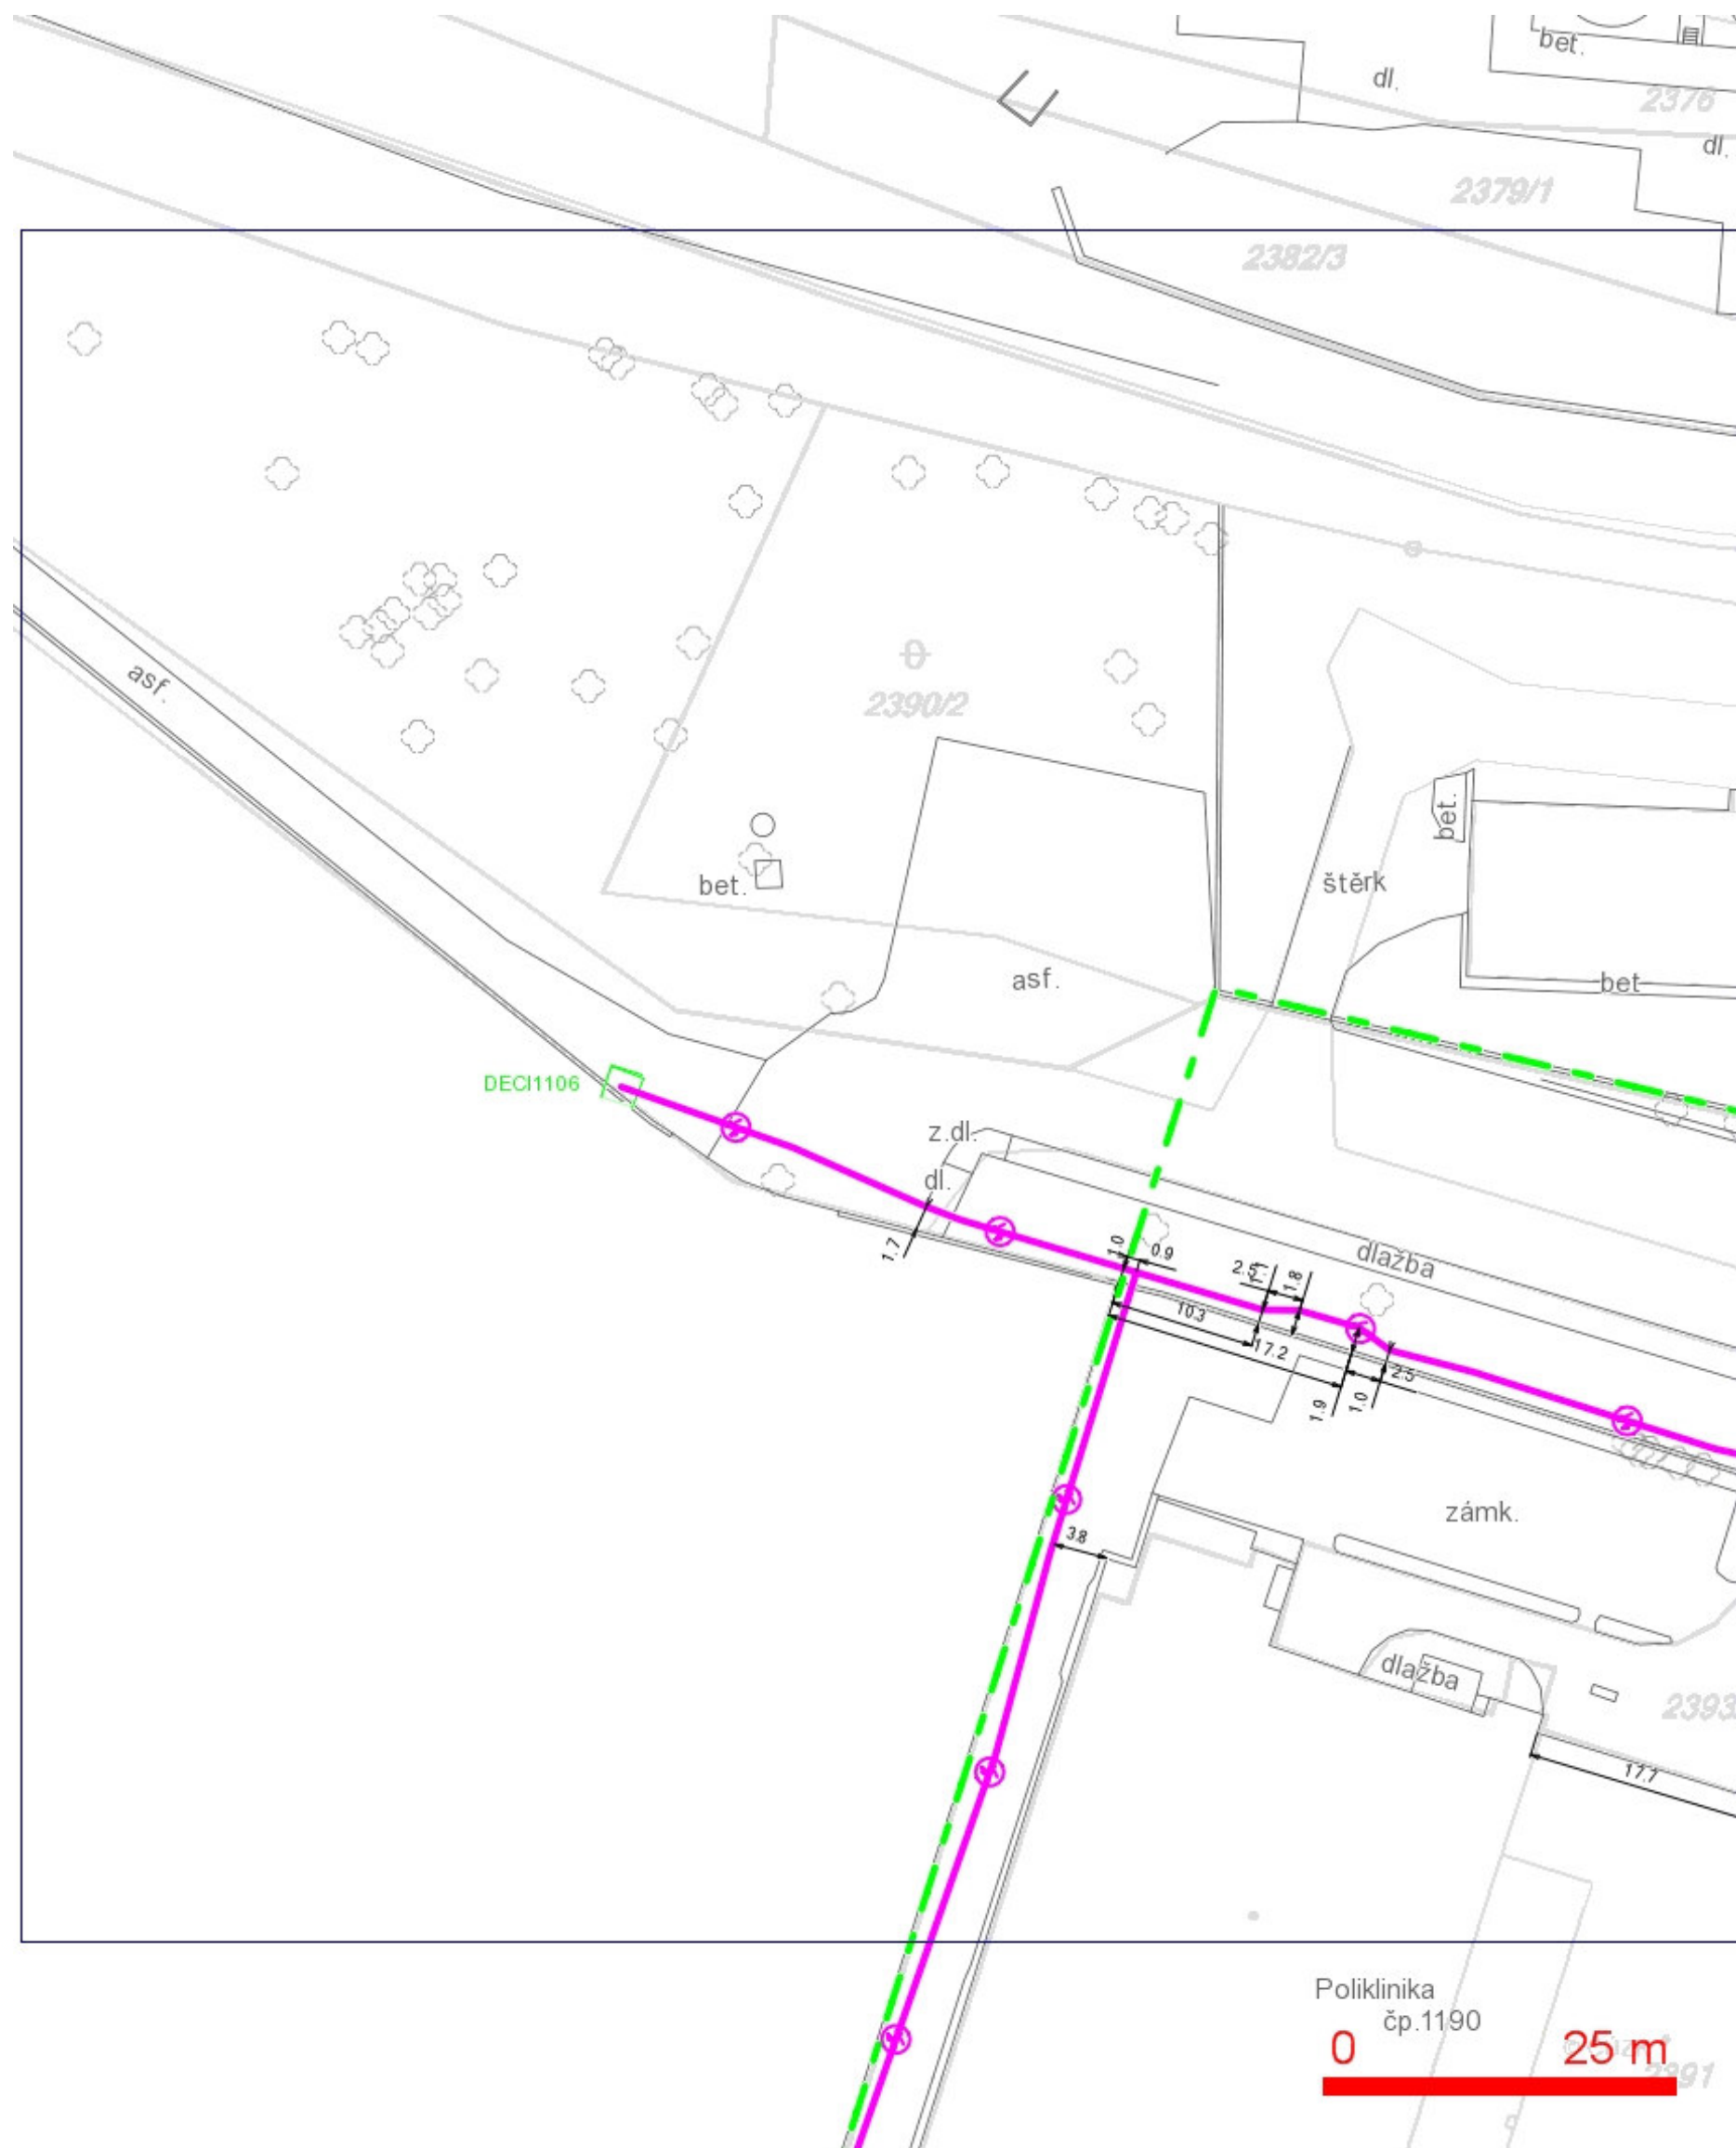 bet.
dl.
2376
dl.
2379/1
2382/3
asf.
2390/2
bet.
bet.
štěrk
asf.
bet
DECI1106
z.dl.
dl.
1.7
1.0
0.9
2.5
1.8
dlažba
10.3
17.2
2.5
1.9
1.0
3.8
zámk.
dlažba
2393
17.7
Poliklinika
čp.1190
0 25 m
2391